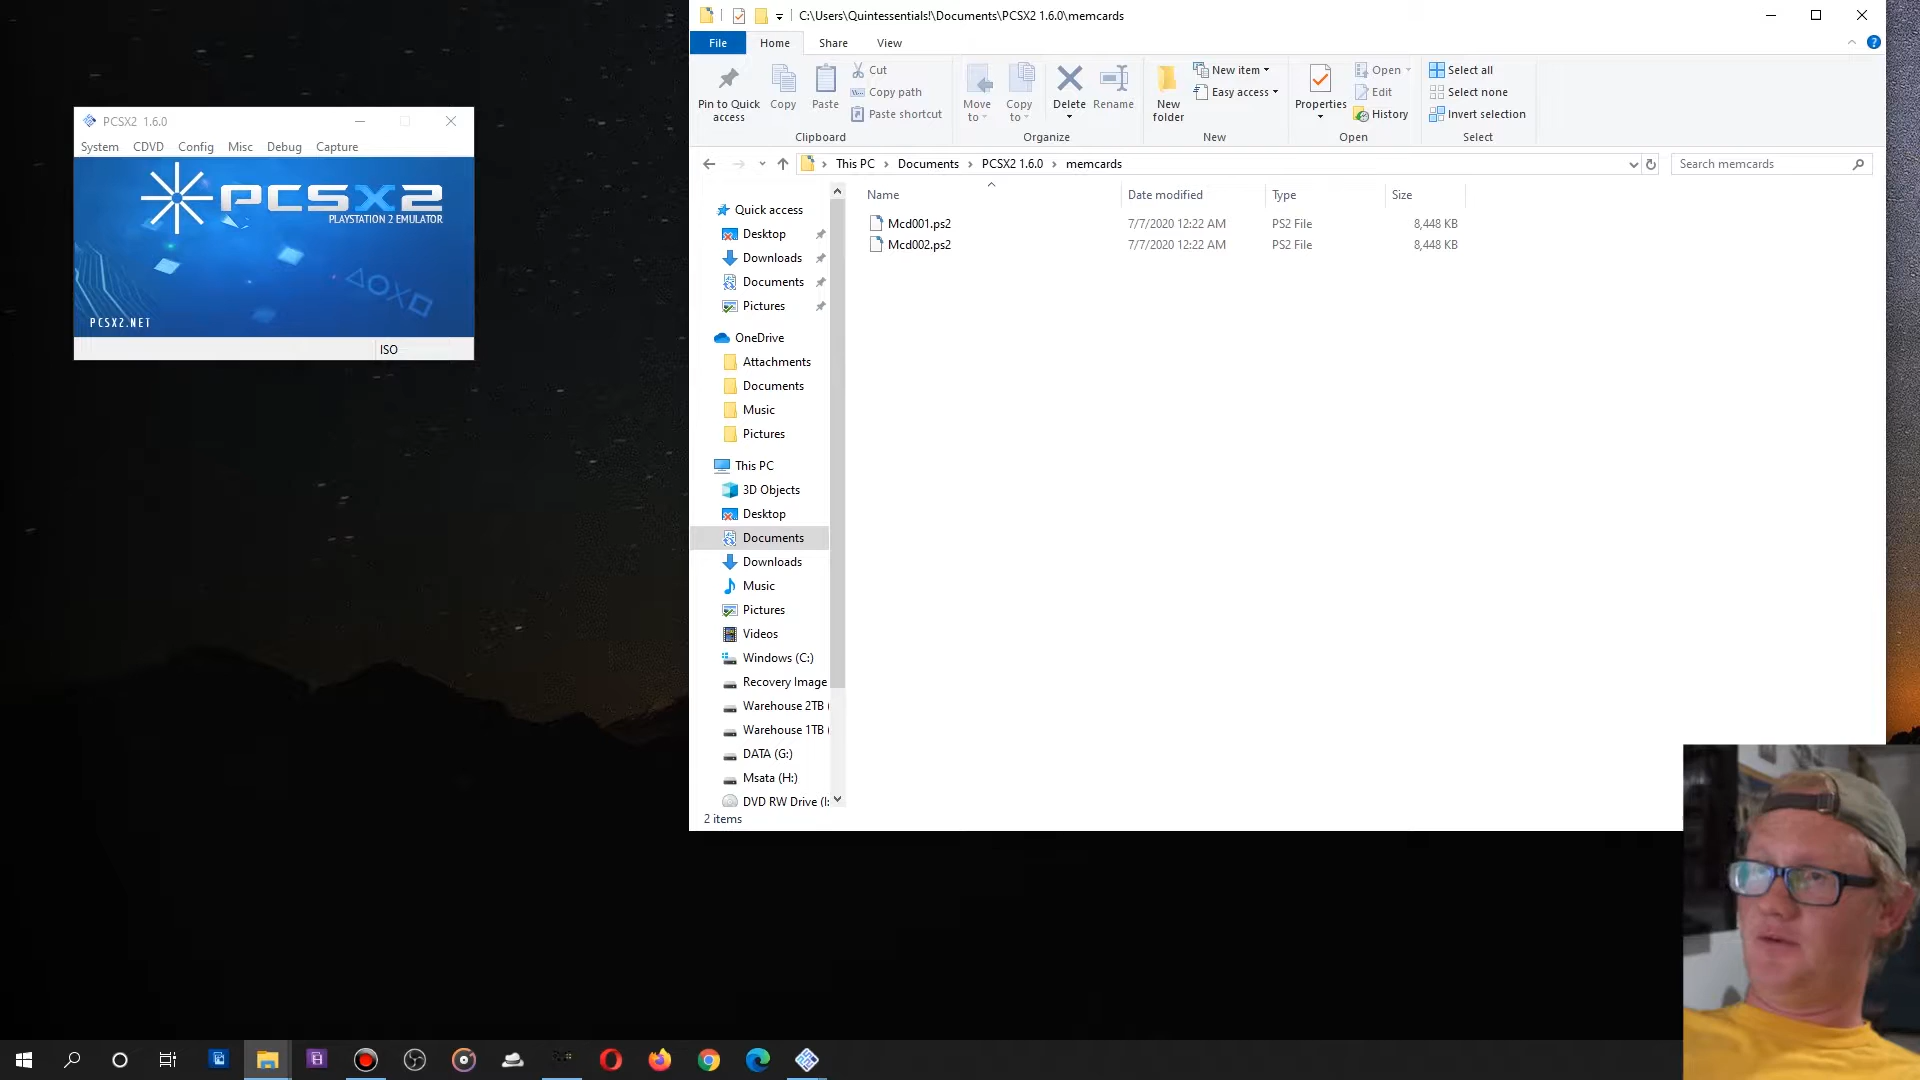 C:\Users\Quintessentials!\Documents\PCSX2 1.6.0\memcards
File Home Share View
Pin to Quick access
Copy
Paste
Cut
Copy path
Paste shortcut
Clipboard
Move to
Copy to
Delete
Rename
Organize
New folder
New item
Easy access
New
Properties
Open
Edit
History
Open
Select all
Select none
Invert selection
Select
This PC › Documents › PCSX2 1.6.0 › memcards
Search memcards
Name Date modified Type Size
Mcd001.ps2 7/7/2020 12:22 AM PS2 File 8,448 KB
Mcd002.ps2 7/7/2020 12:22 AM PS2 File 8,448 KB
Quick access
Desktop
Downloads
Documents
Pictures
OneDrive
Attachments
Documents
Music
Pictures
This PC
3D Objects
Desktop
Documents
Downloads
Music
Pictures
Videos
Windows (C:)
Recovery Image
Warehouse 2TB (
Warehouse 1TB (
DATA (G:)
Msata (H:)
DVD RW Drive (I:
2 items
PCSX2 1.6.0
System CDVD Config Misc Debug Capture
PCSX2
PLAYSTATION 2 EMULATOR
PCSX2.NET
ISO